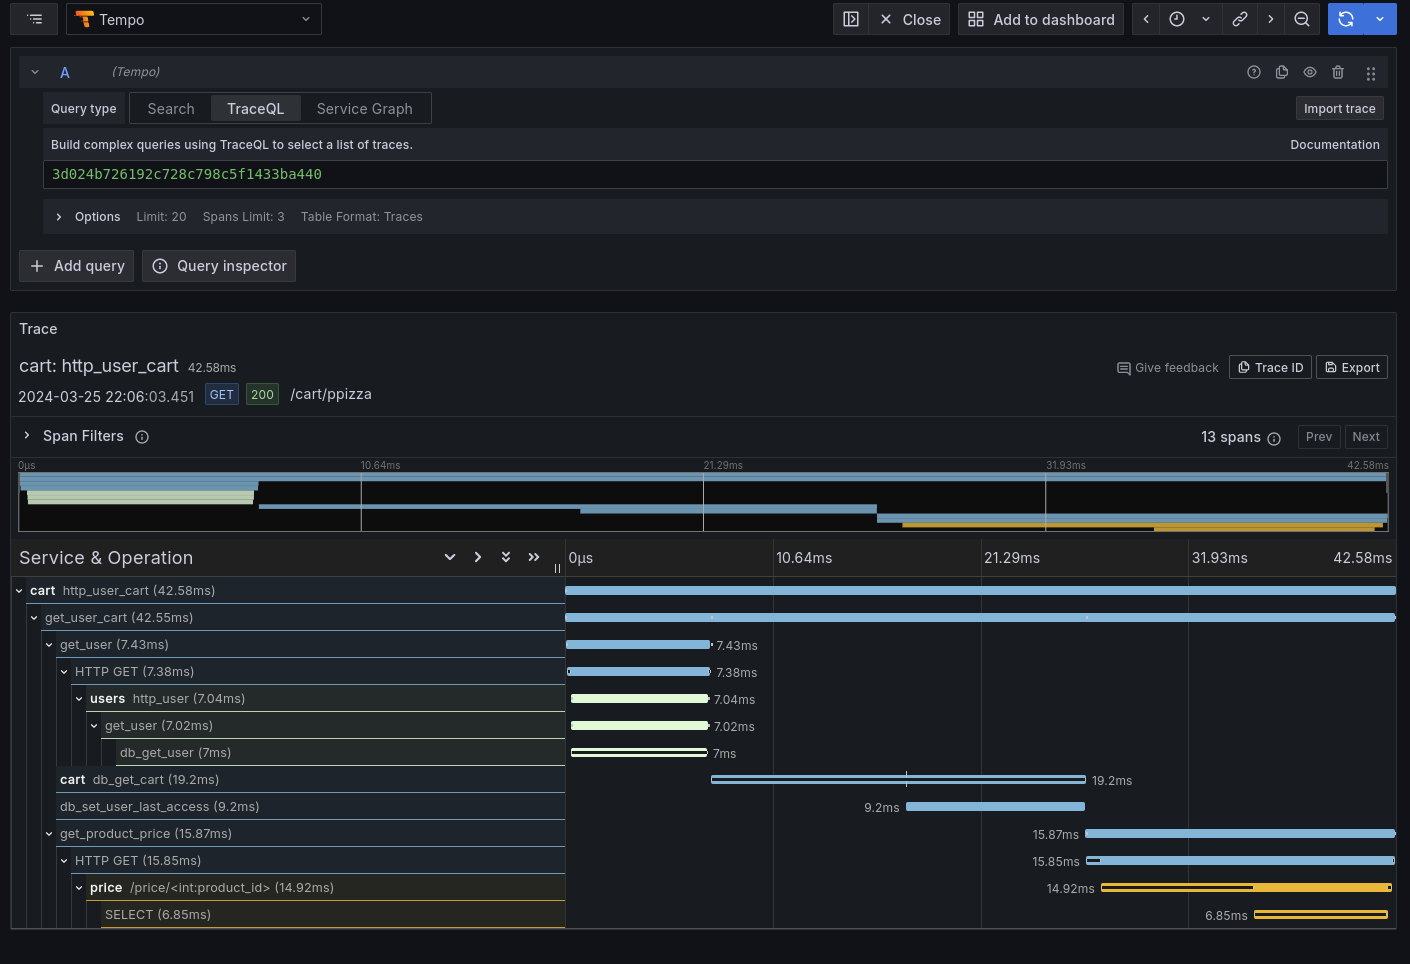 Tempo
Close
Add to dashboard
A (Tempo)
Query type Search TraceQL Service Graph Import trace
Build complex queries using TraceQL to select a list of traces. Documentation
3d024b726192c728c798c5f1433ba440
Options Limit: 20 Spans Limit: 3 Table Format: Traces
Add query Query inspector
Trace
cart: http_user_cart 42.58ms Give feedback Trace ID Export
2024-03-25 22:06:03.451 GET 200 /cart/ppizza
Span Filters 13 spans Prev Next
0μs 10.64ms 21.29ms 31.93ms 42.58ms
Service & Operation 0μs 10.64ms 21.29ms 31.93ms 42.58ms
cart http_user_cart (42.58ms)
get_user_cart (42.55ms)
get_user (7.43ms) 7.43ms
HTTP GET (7.38ms) 7.38ms
users http_user (7.04ms) 7.04ms
get_user (7.02ms) 7.02ms
db_get_user (7ms) 7ms
cart db_get_cart (19.2ms) 19.2ms
db_set_user_last_access (9.2ms) 9.2ms
get_product_price (15.87ms) 15.87ms
HTTP GET (15.85ms) 15.85ms
price /price/<int:product_id> (14.92ms) 14.92ms
SELECT (6.85ms) 6.85ms